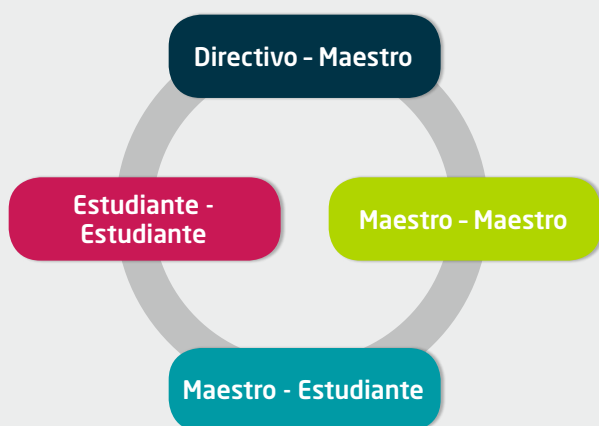 Directivo – Maestro
Estudiante -
Estudiante
Maestro – Maestro
Maestro - Estudiante